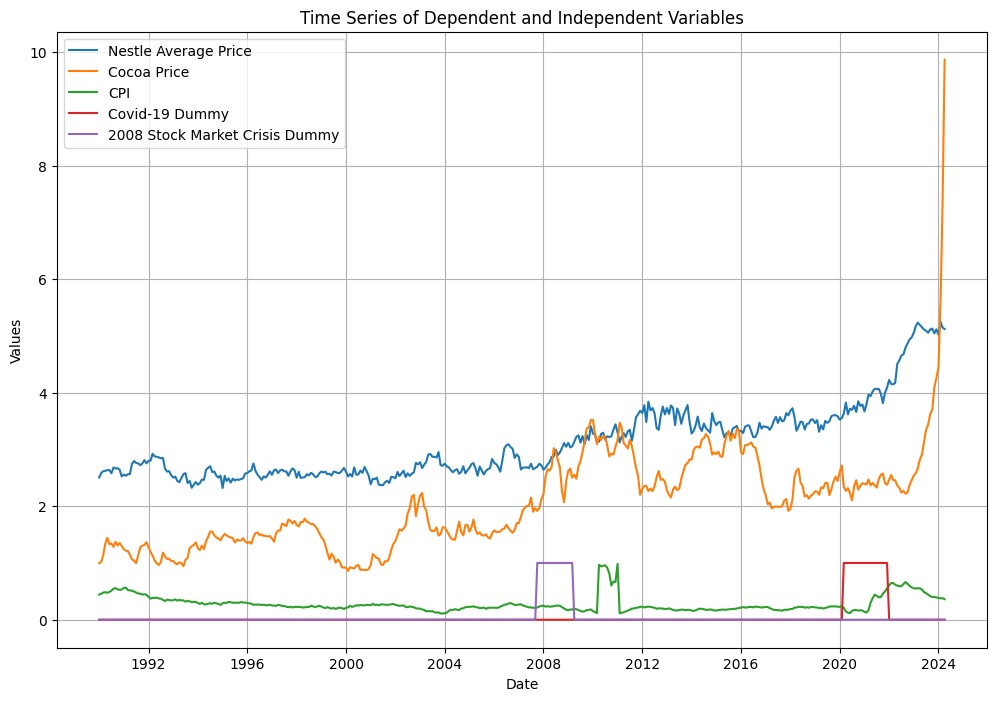 Time Series of Dependent and Independent Variables
Nestle Average Price
Cocoa Price
CPI
Covid-19 Dummy
2008 Stock Market Crisis Dummy
Values
10
8
6
4
2
0
1992 1996 2000 2004 2008 2012 2016 2020 2024
Date